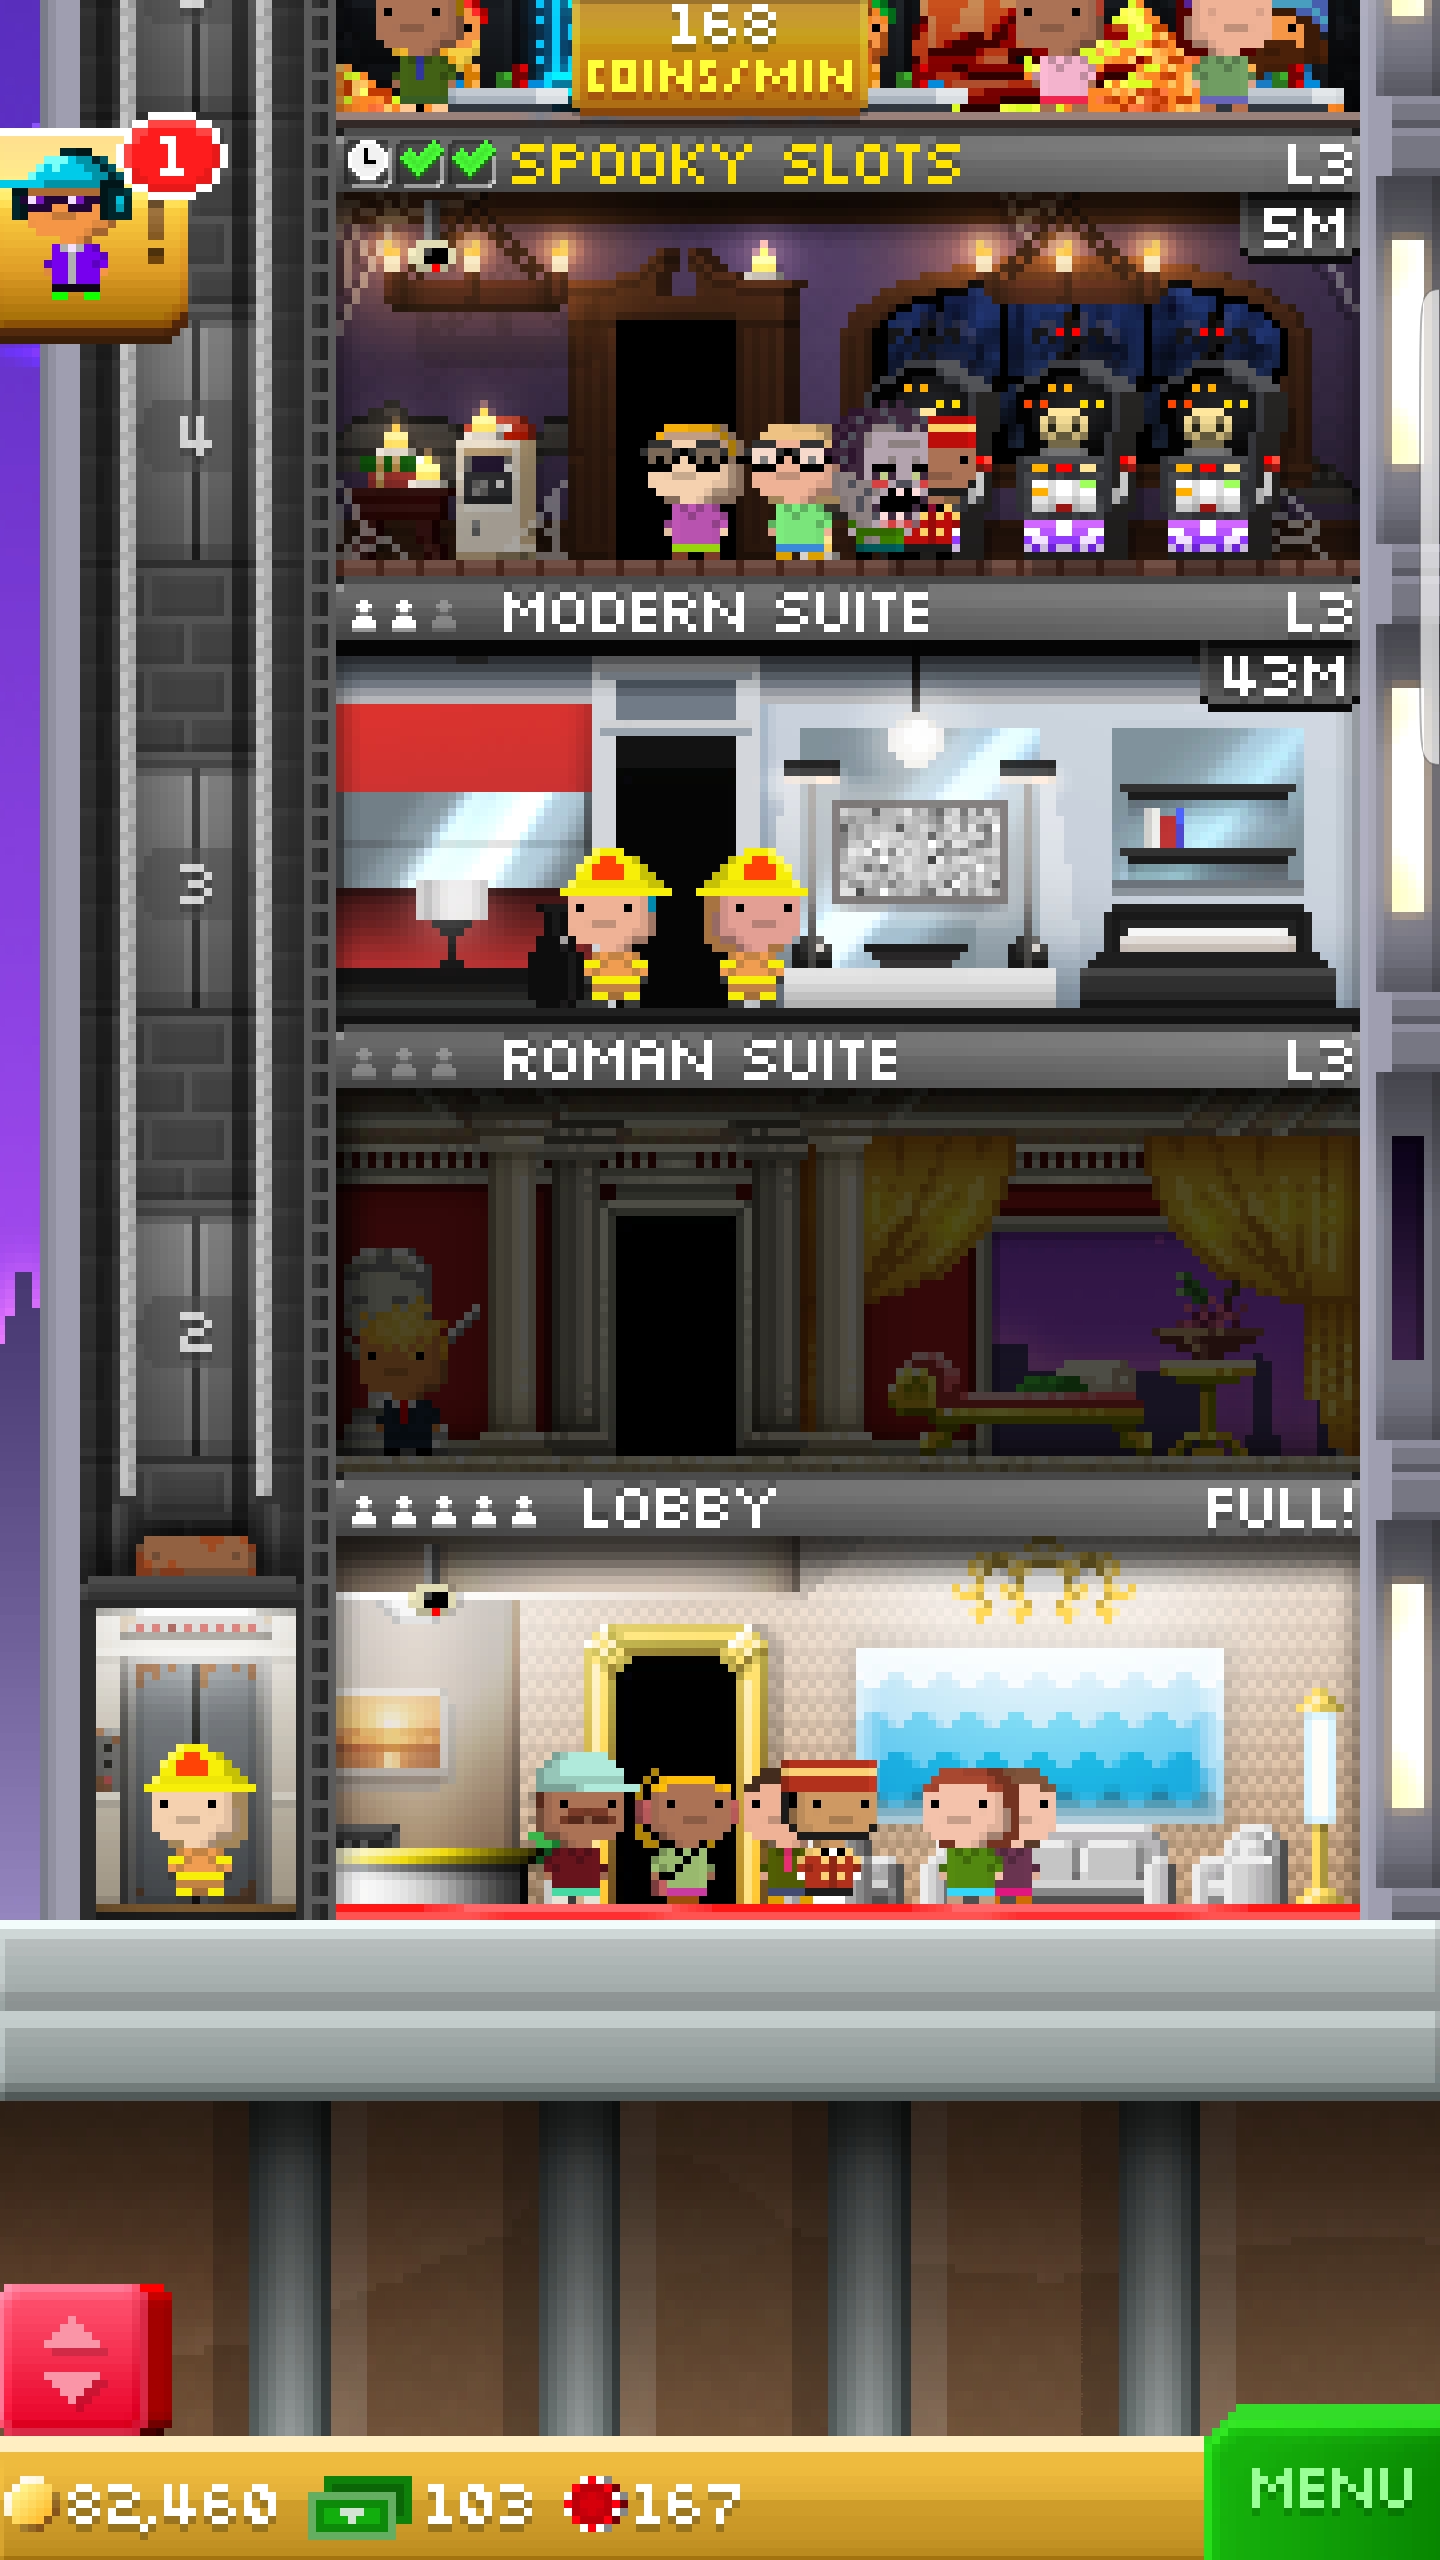 168
COINS/MIN
1
!
SPOOKY SLOTS L3
5M
4
MODERN SUITE L3
43M
3
ROMAN SUITE L3
2
LOBBY FULL!
82,460 103 167
MENU